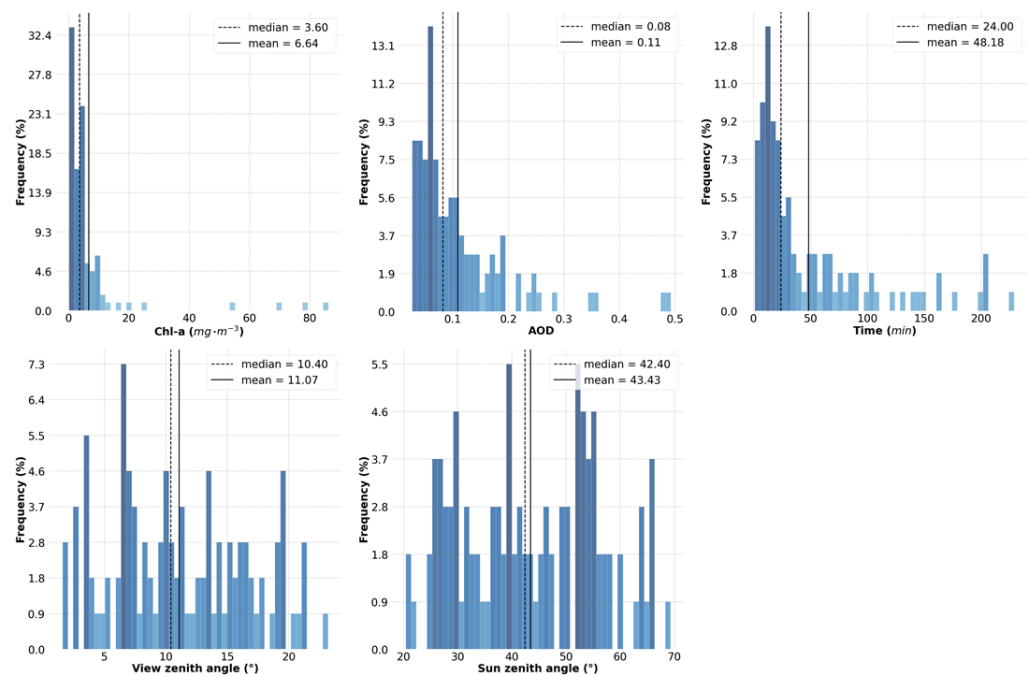 median = 3.60
mean = 6.64
32.4
27.8
23.1
18.5
13.9
9.3
4.6
0.0
Frequency (%)
0 20 40 60 80
Chl-a (mg·m⁻³)
median = 0.08
mean = 0.11
13.1
11.2
9.3
7.5
5.6
3.7
1.9
0.0
Frequency (%)
0.1 0.2 0.3 0.4 0.5
AOD
median = 24.00
mean = 48.18
12.8
11.0
9.2
7.3
5.5
3.7
1.8
0.0
Frequency (%)
0 50 100 150 200
Time (min)
median = 10.40
mean = 11.07
7.3
6.4
5.5
4.6
3.7
2.8
1.8
0.9
0.0
Frequency (%)
5 10 15 20
View zenith angle (°)
median = 42.40
mean = 43.43
5.5
4.6
3.7
2.8
1.8
0.9
0.0
Frequency (%)
20 30 40 50 60 70
Sun zenith angle (°)